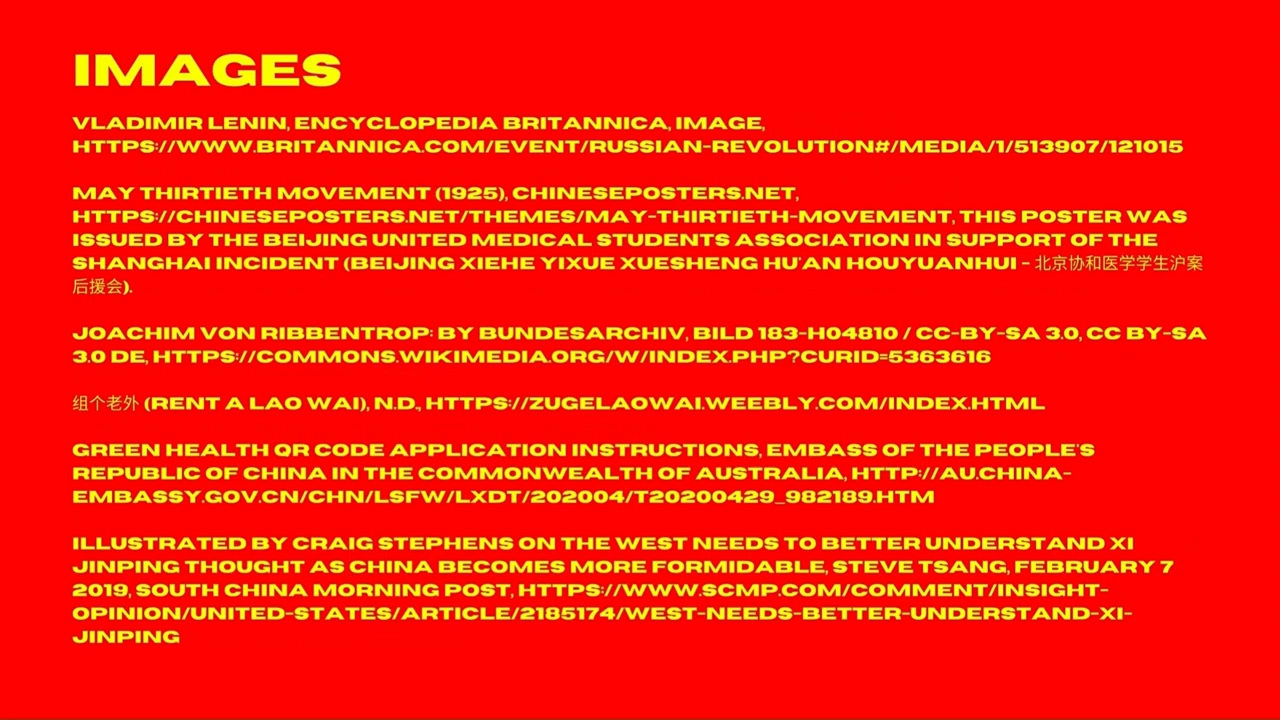 IMAGES
VLADIMIR LENIN, ENCYCLOPEDIA BRITANNICA, IMAGE,
HTTPS://WWW.BRITANNICA.COM/EVENT/RUSSIAN-REVOLUTION#/MEDIA/1/513907/121015
MAY THIRTIETH MOVEMENT (1925), CHINESEPOSTERS.NET,
HTTPS://CHINESEPOSTERS.NET/THEMES/MAY-THIRTIETH-MOVEMENT, THIS POSTER WAS
ISSUED BY THE BEIJING UNITED MEDICAL STUDENTS ASSOCIATION IN SUPPORT OF THE
SHANGHAI INCIDENT (BEIJING XIEHE YIXUE XUESHENG HU'AN HOUYUANHUI - 北京协和医学学生沪案
后援会).
JOACHIM VON RIBBENTROP: BY BUNDESARCHIV, BILD 183-H04810 / CC-BY-SA 3.0, CC BY-SA
3.0 DE, HTTPS://COMMONS.WIKIMEDIA.ORG/W/INDEX.PHP?CURID=5363616
组个老外 (RENT A LAO WAI), N.D., HTTPS://ZUGELAOWAI.WEEBLY.COM/INDEX.HTML
GREEN HEALTH QR CODE APPLICATION INSTRUCTIONS, EMBASS OF THE PEOPLE'S
REPUBLIC OF CHINA IN THE COMMONWEALTH OF AUSTRALIA, HTTP://AU.CHINA-
EMBASSY.GOV.CN/CHN/LSFW/LXDT/202004/T20200429_982189.HTM
ILLUSTRATED BY CRAIG STEPHENS ON THE WEST NEEDS TO BETTER UNDERSTAND XI
JINPING THOUGHT AS CHINA BECOMES MORE FORMIDABLE, STEVE TSANG, FEBRUARY 7
2019, SOUTH CHINA MORNING POST, HTTPS://WWW.SCMP.COM/COMMENT/INSIGHT-
OPINION/UNITED-STATES/ARTICLE/2185174/WEST-NEEDS-BETTER-UNDERSTAND-XI-
JINPING